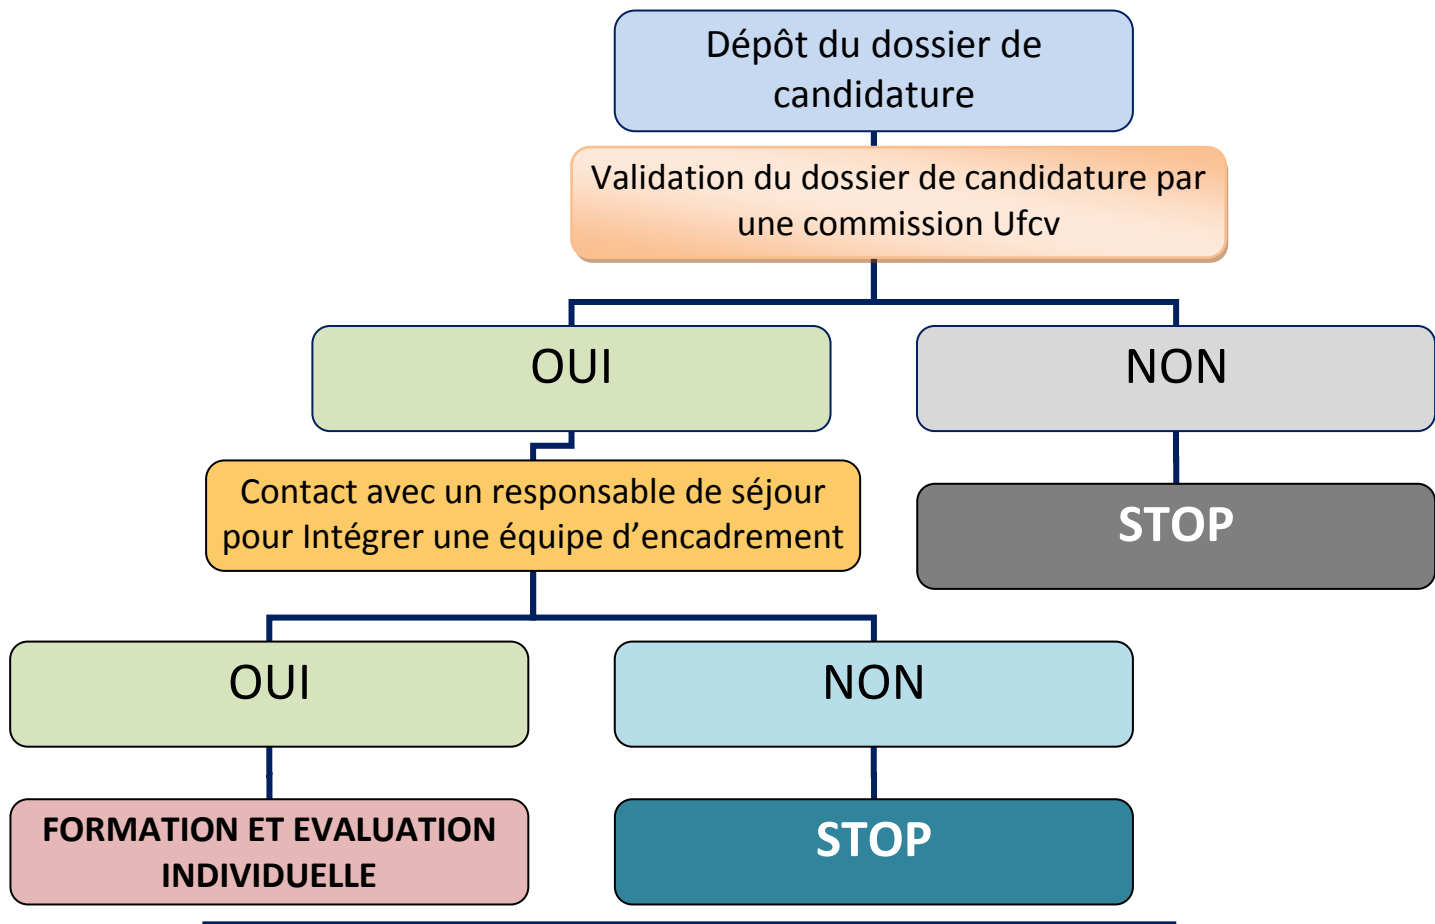 Dépôt du dossier de
candidature
Validation du dossier de candidature par
une commission Ufcv
OUI
NON
Contact avec un responsable de séjour
pour Intégrer une équipe d’encadrement
STOP
OUI
NON
FORMATION ET EVALUATION
INDIVIDUELLE
STOP